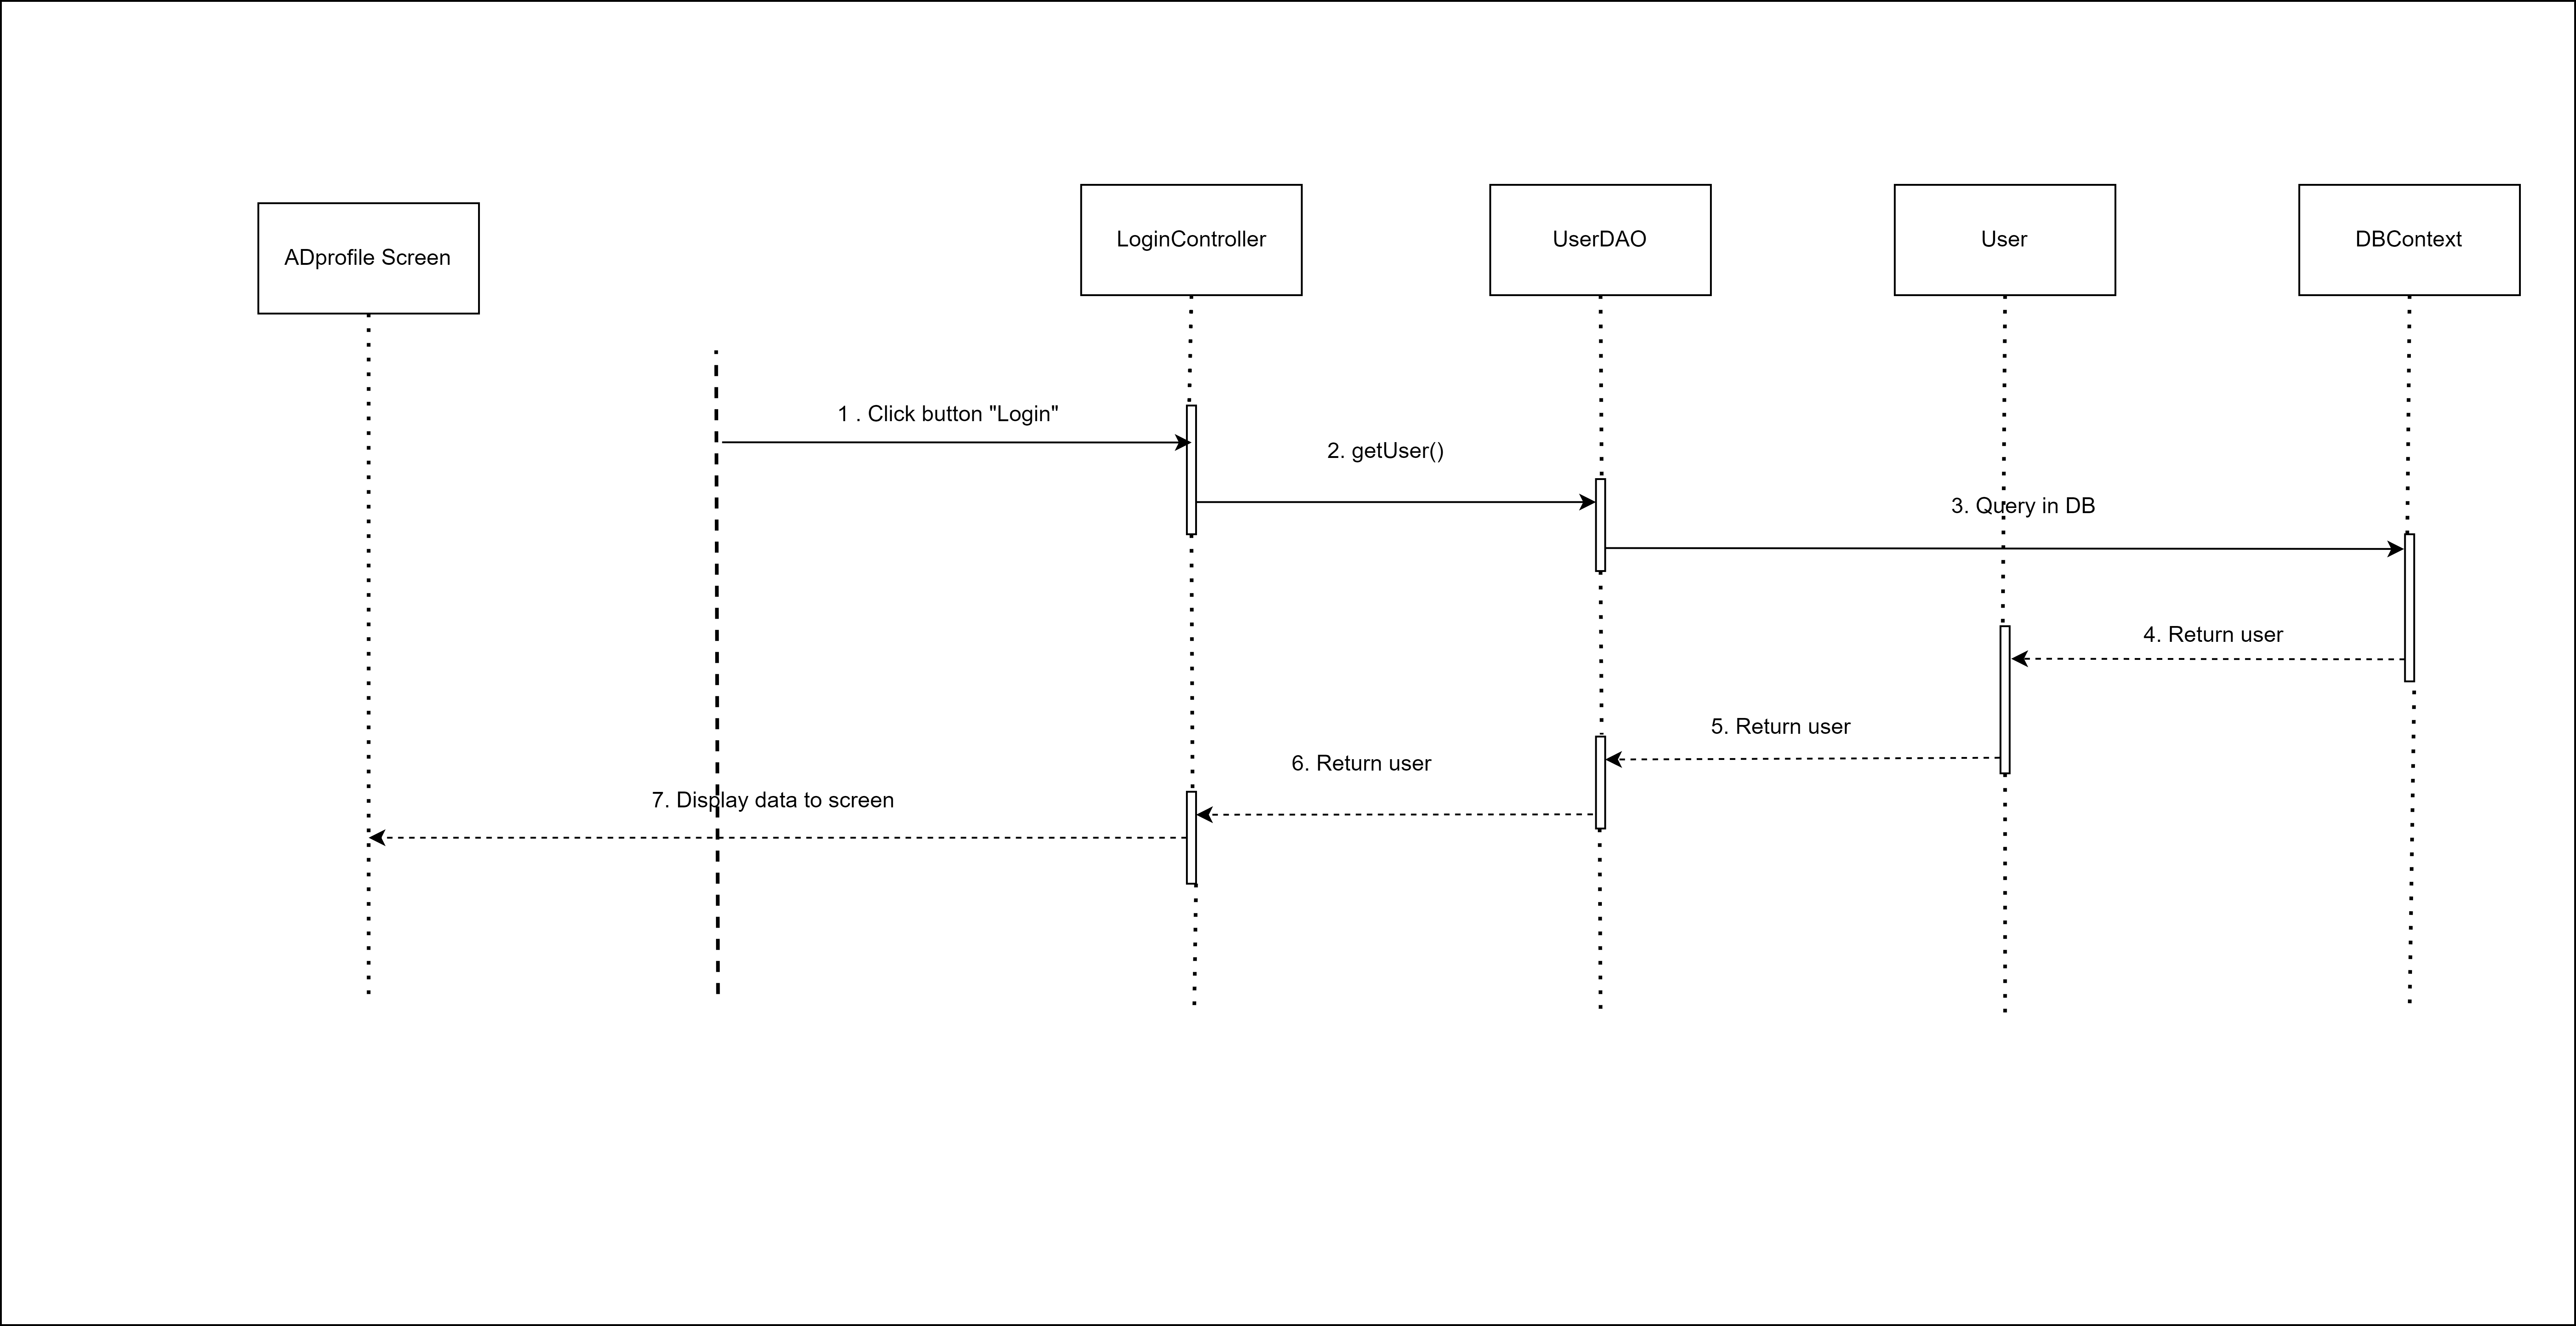 ADprofile Screen
LoginController
UserDAO
User
DBContext
1 . Click button "Login"
2. getUser()
3. Query in DB
4. Return user
5. Return user
6. Return user
7. Display data to screen